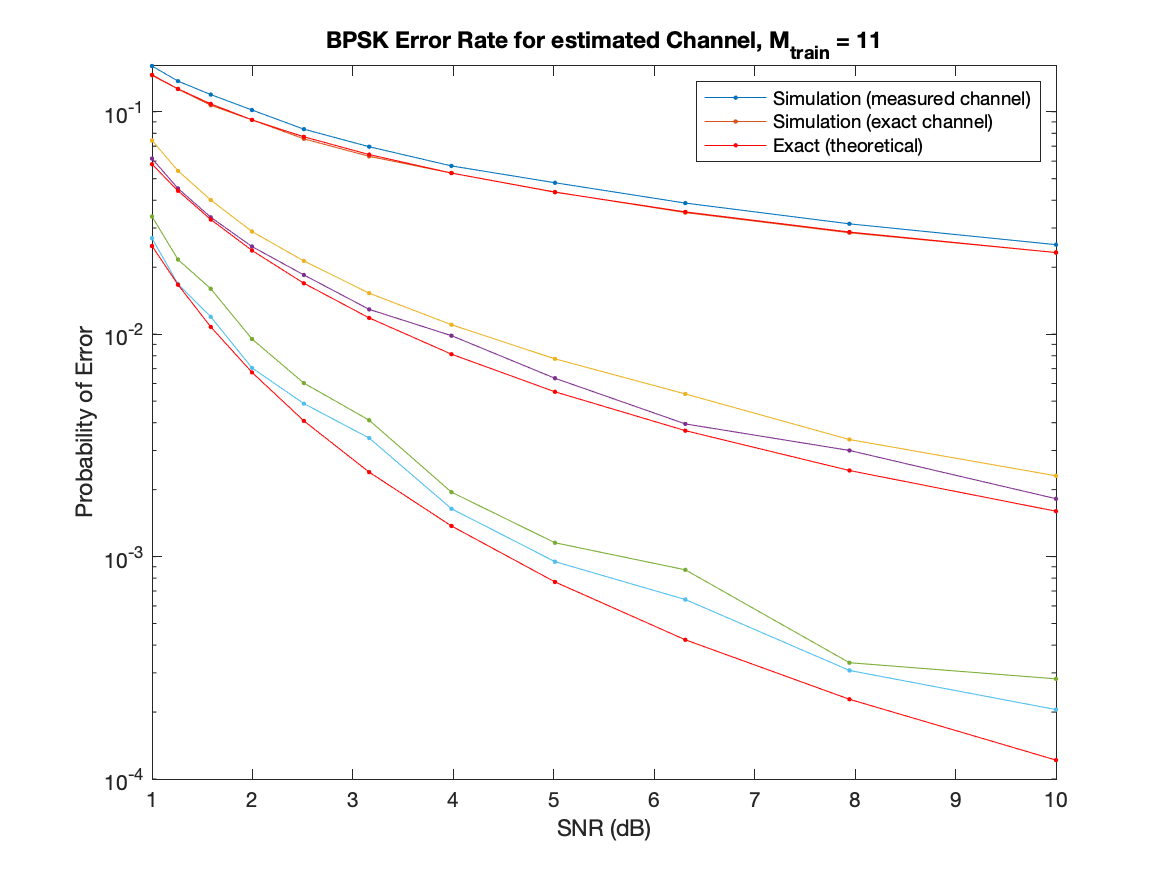 BPSK Error Rate for estimated Channel, M_train = 11
Simulation (measured channel)
Simulation (exact channel)
Exact (theoretical)
Probability of Error
10^-1
10^-2
10^-3
10^-4
1 2 3 4 5 6 7 8 9 10
SNR (dB)